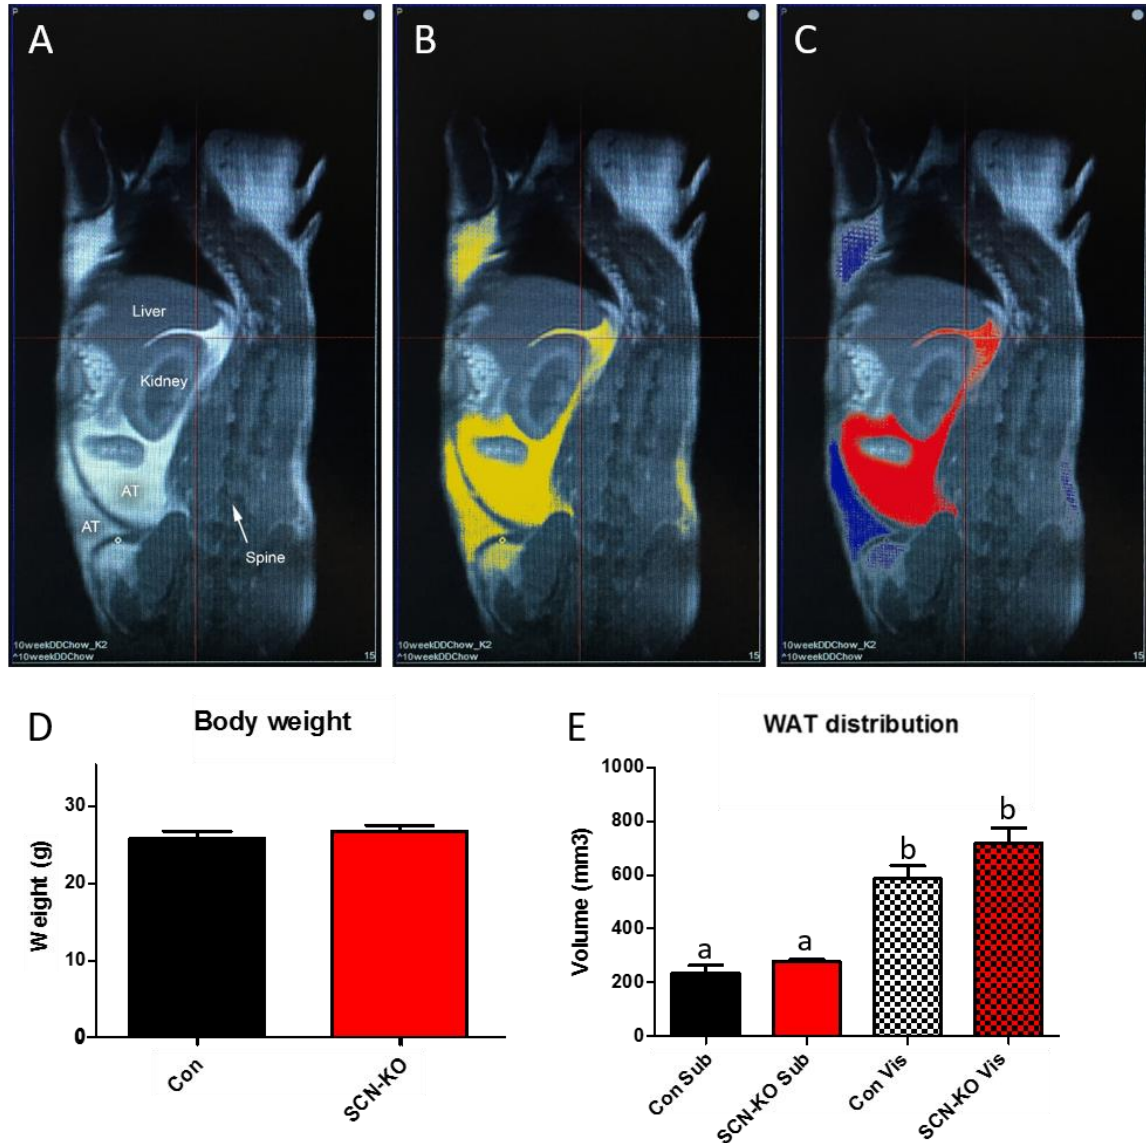 P
A
Liver
Kidney
AT
AT
Spine
10weekDDChow_K2
^10weekDDChow
15
P
B
10weekDDChow_K2
^10weekDDChow
15
C
10weekDDChow_K2
^10weekDDChow
15
D
Body weight
Weight (g)
30
20
10
0
Con
SCN-KO
E
WAT distribution
Volume (mm3)
1000
800
600
400
200
0
a
a
b
b
Con Sub
SCN-KO Sub
Con Vis
SCN-KO Vis